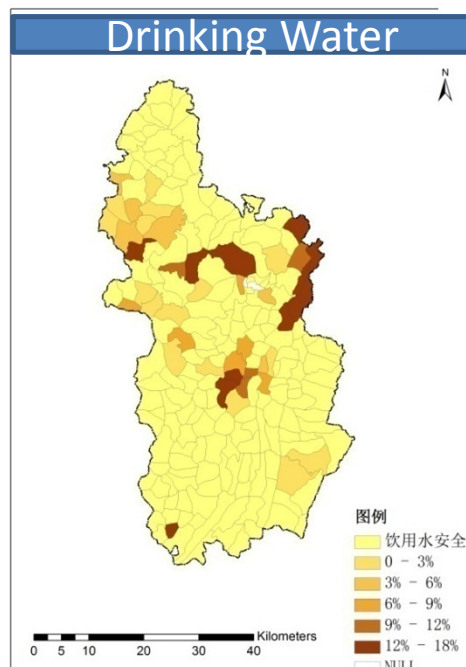 Drinking Water
N
图例
饮用水安全
0 - 3%
3% - 6%
6% - 9%
9% - 12%
12% - 18%
NULL
Kilometers
0 5 10 20 30 40